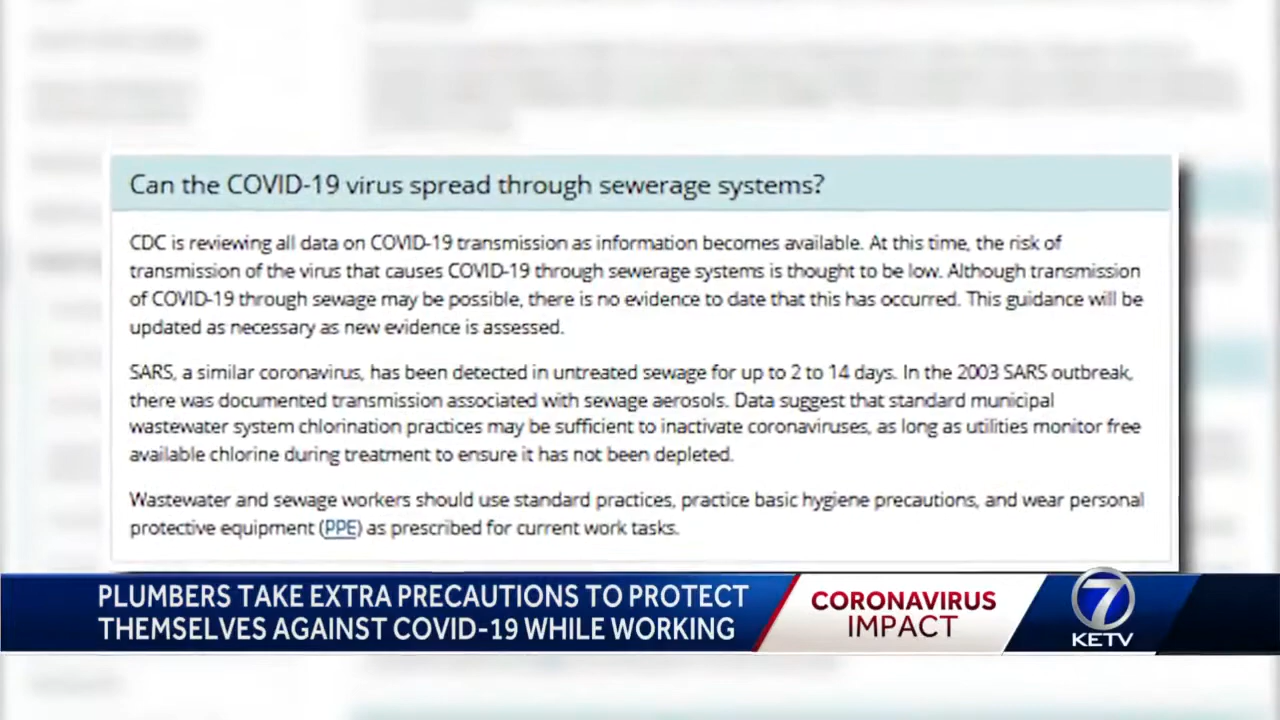 Can the COVID-19 virus spread through sewerage systems?
CDC is reviewing all data on COVID-19 transmission as information becomes available. At this time, the risk of
transmission of the virus that causes COVID-19 through sewerage systems is thought to be low. Although transmission
of COVID-19 through sewage may be possible, there is no evidence to date that this has occurred. This guidance will be
updated as necessary as new evidence is assessed.
SARS, a similar coronavirus, has been detected in untreated sewage for up to 2 to 14 days. In the 2003 SARS outbreak,
there was documented transmission associated with sewage aerosols. Data suggest that standard municipal
wastewater system chlorination practices may be sufficient to inactivate coronaviruses, as long as utilities monitor free
available chlorine during treatment to ensure it has not been depleted.
Wastewater and sewage workers should use standard practices, practice basic hygiene precautions, and wear personal
protective equipment (PPE) as prescribed for current work tasks.
PLUMBERS TAKE EXTRA PRECAUTIONS TO PROTECT
THEMSELVES AGAINST COVID-19 WHILE WORKING
CORONAVIRUS
IMPACT
7
KETV